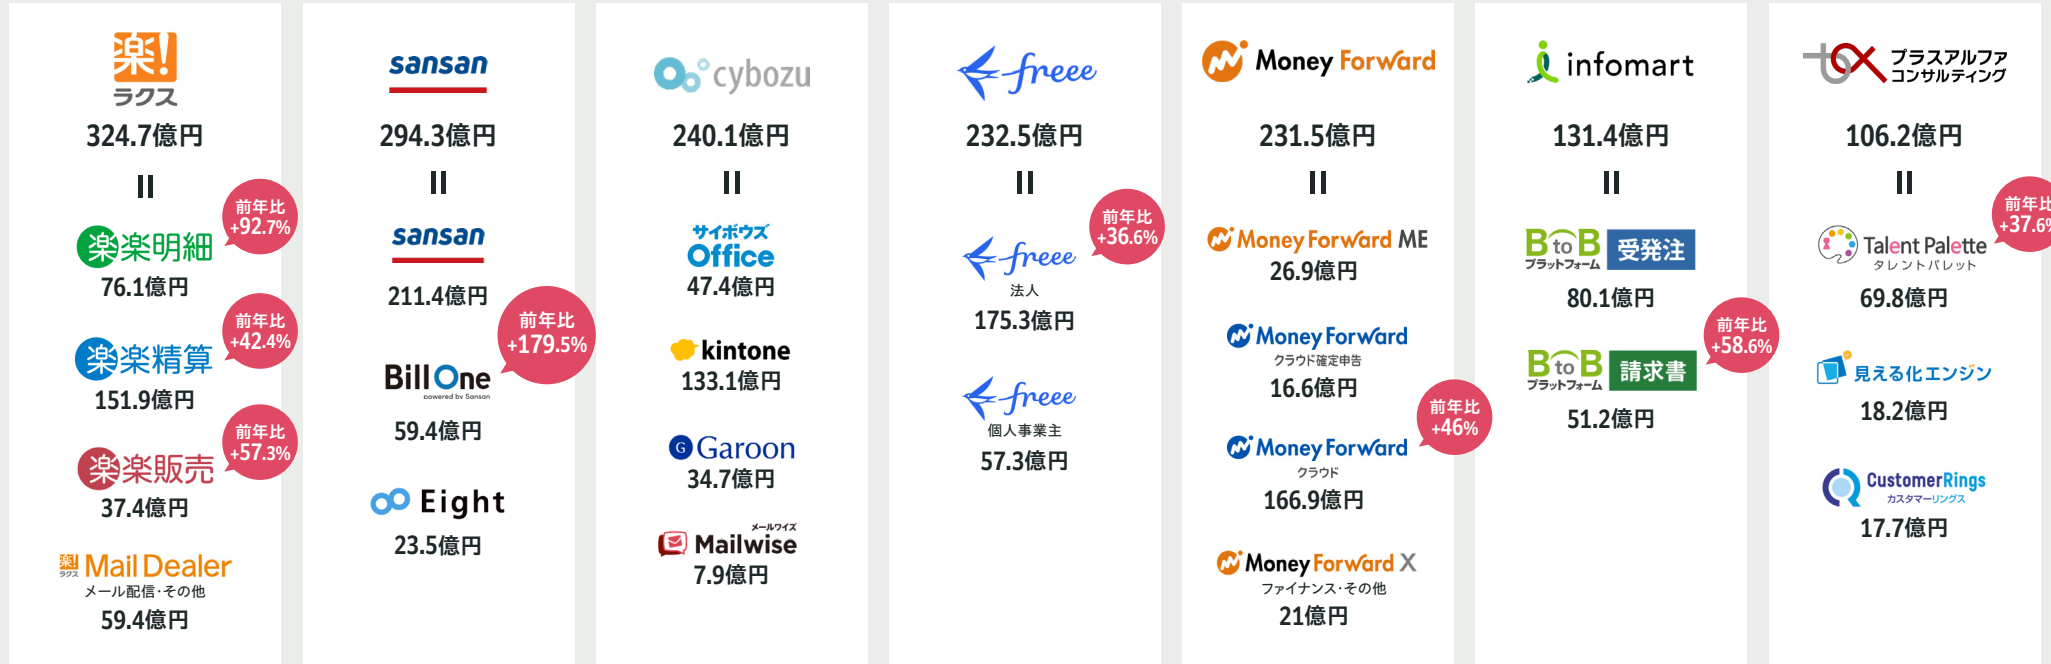 楽!
ラクス
324.7億円
楽楽明細
前年比
+92.7%
76.1億円
楽楽精算
前年比
+42.4%
151.9億円
楽楽販売
前年比
+57.3%
37.4億円
楽!
ラクス
Mail Dealer
メール配信・その他
59.4億円
sansan
294.3億円
sansan
211.4億円
前年比
+179.5%
Bill One
powered by Sansan
59.4億円
Eight
23.5億円
cybozu
240.1億円
サイボウズ
Office
47.4億円
kintone
133.1億円
G Garoon
34.7億円
メールワイズ
Mailwise
7.9億円
freee
232.5億円
前年比
+36.6%
freee
法人
175.3億円
freee
個人事業主
57.3億円
Money Forward
231.5億円
Money Forward ME
26.9億円
Money Forward
クラウド確定申告
16.6億円
前年比
+46%
Money Forward
クラウド
166.9億円
Money Forward X
ファイナンス・その他
21億円
infomart
131.4億円
BtoB
プラットフォーム
受発注
80.1億円
前年比
+58.6%
BtoB
プラットフォーム
請求書
51.2億円
プラスアルファ
コンサルティング
106.2億円
前年比
+37.6%
Talent Palette
タレントパレット
69.8億円
見える化エンジン
18.2億円
CustomerRings
カスタマーリングス
17.7億円